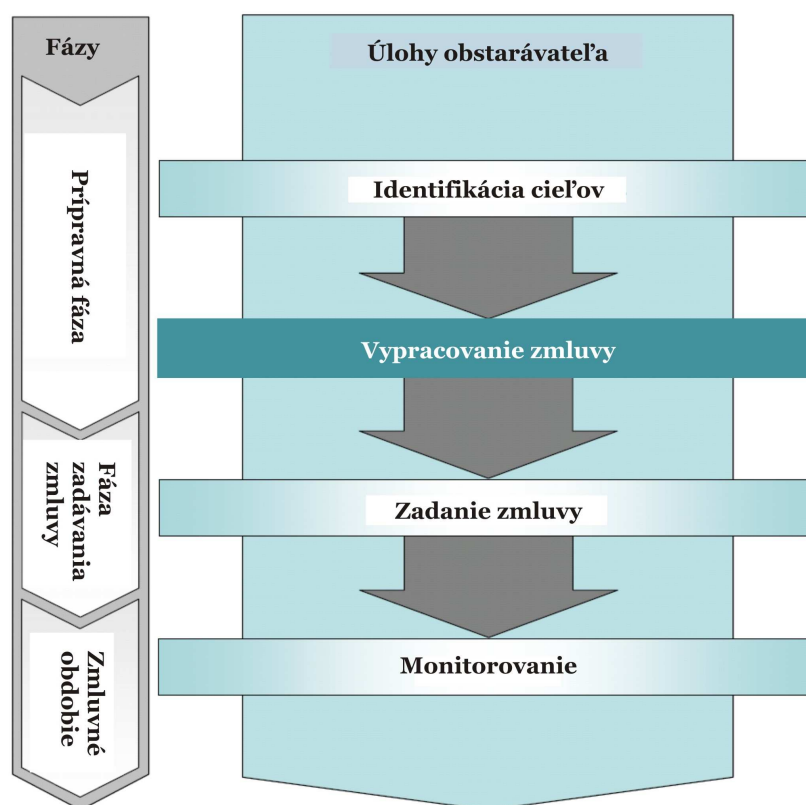 Fázy
Prípravná fáza
Fáza
zadávania
zmluvy
Zmluvné
obdobie
Úlohy obstarávateľa
Identifikácia cieľov
Vypracovanie zmluvy
Zadanie zmluvy
Monitorovanie